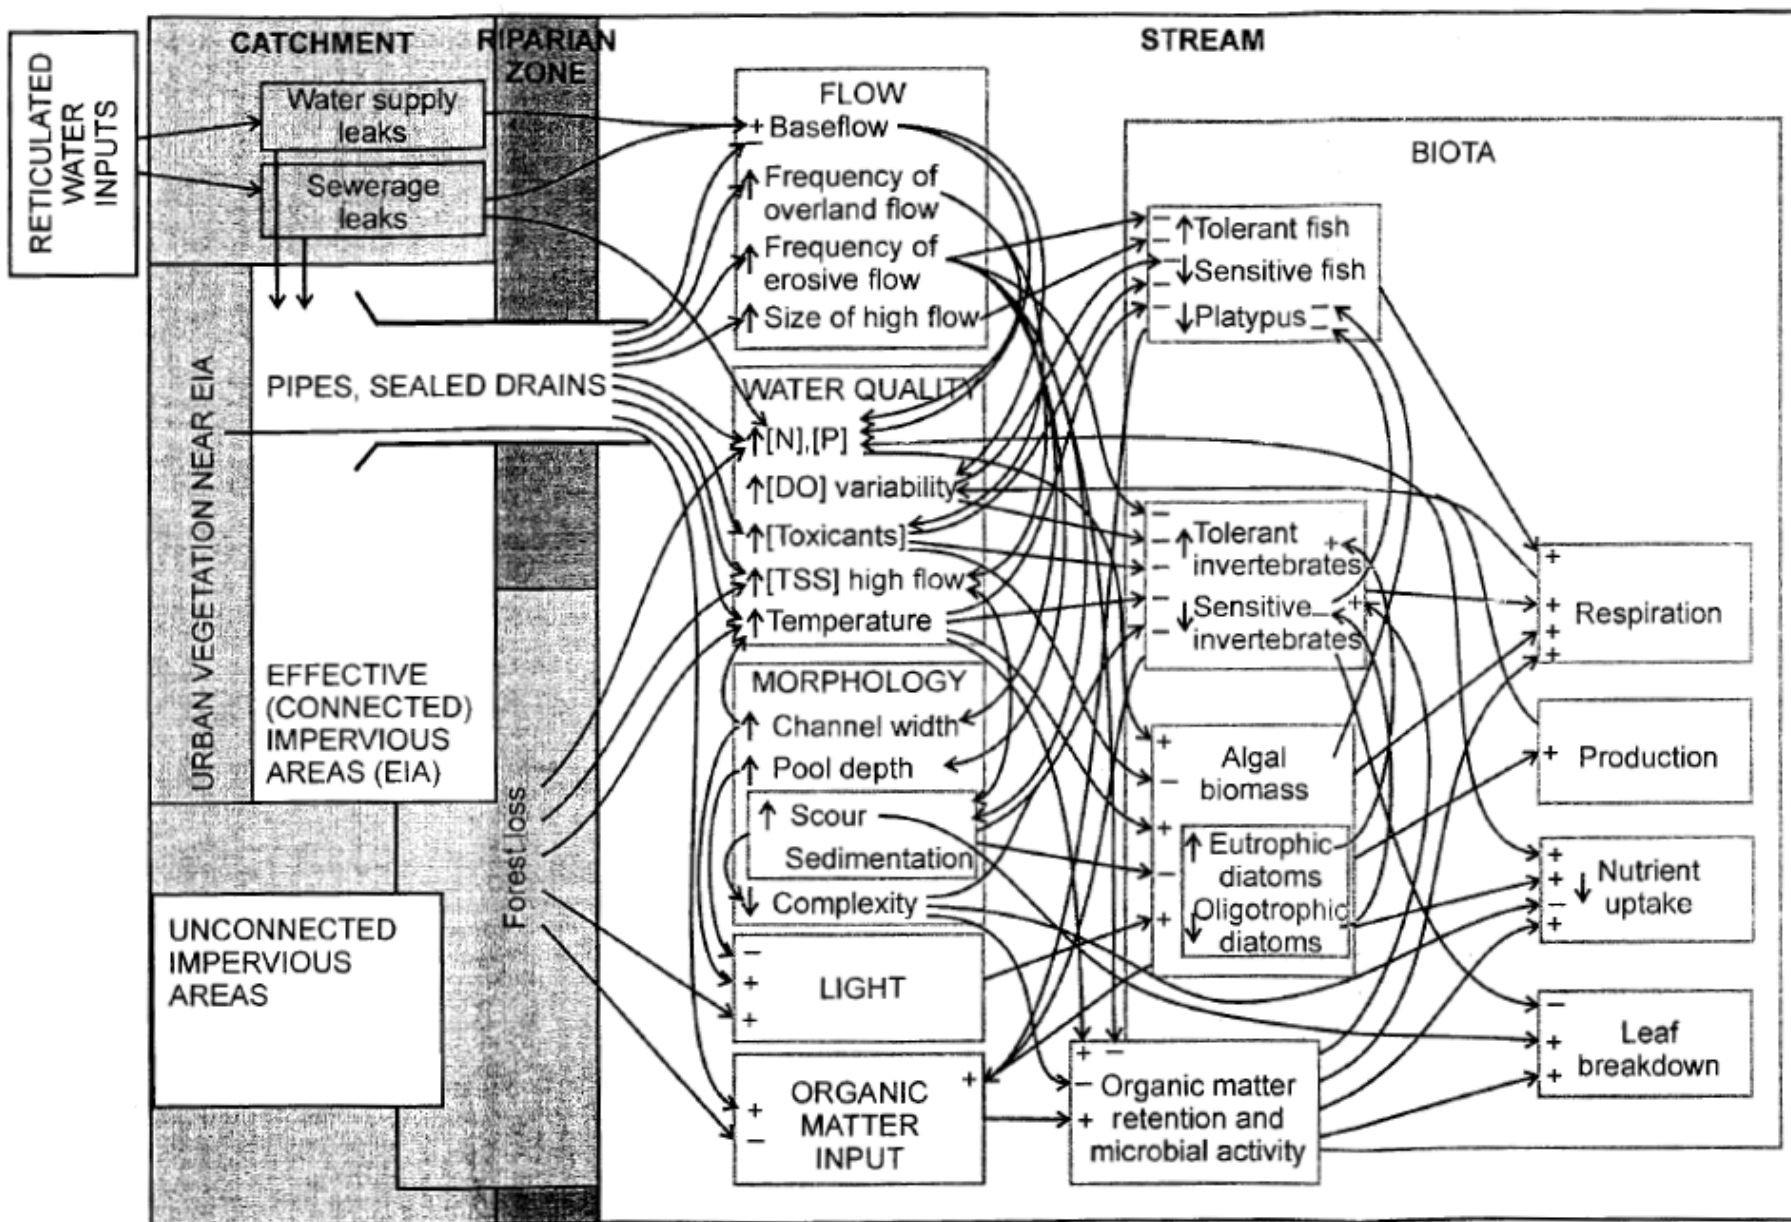 CATCHMENT
RIPARIAN
ZONE
STREAM
RETICULATED
WATER
INPUTS
Water supply
leaks
Sewerage
leaks
URBAN VEGETATION NEAR EIA
PIPES, SEALED DRAINS
EFFECTIVE
(CONNECTED)
IMPERVIOUS
AREAS (EIA)
UNCONNECTED
IMPERVIOUS
AREAS
Forest loss
FLOW
+ Baseflow
−
↑ Frequency of
overland flow
↑ Frequency of
erosive flow
↑ Size of high flow
WATER QUALITY
↑ [N],[P]
↑ [DO] variability
↑ [Toxicants]
↑ [TSS] high flow
↑ Temperature
MORPHOLOGY
↑ Channel width
↑ Pool depth
↑ Scour
Sedimentation
↓ Complexity
−
+ LIGHT
+
+ −
ORGANIC
+ MATTER
− INPUT
BIOTA
− ↑ Tolerant fish
−
− ↓ Sensitive fish
−
− ↓ Platypus −
−
−
− ↑ Tolerant +
− invertebrates
− ↓ Sensitive − +
− invertebrates
+ Algal
− biomass
+ ↑ Eutrophic
− diatoms
+ ↓ Oligotrophic
diatoms
+ −
− Organic matter
+ retention and
microbial activity
+
+ Respiration
+
+
+ Production
+
+ ↓ Nutrient
− uptake
+
−
+ Leaf
+ breakdown